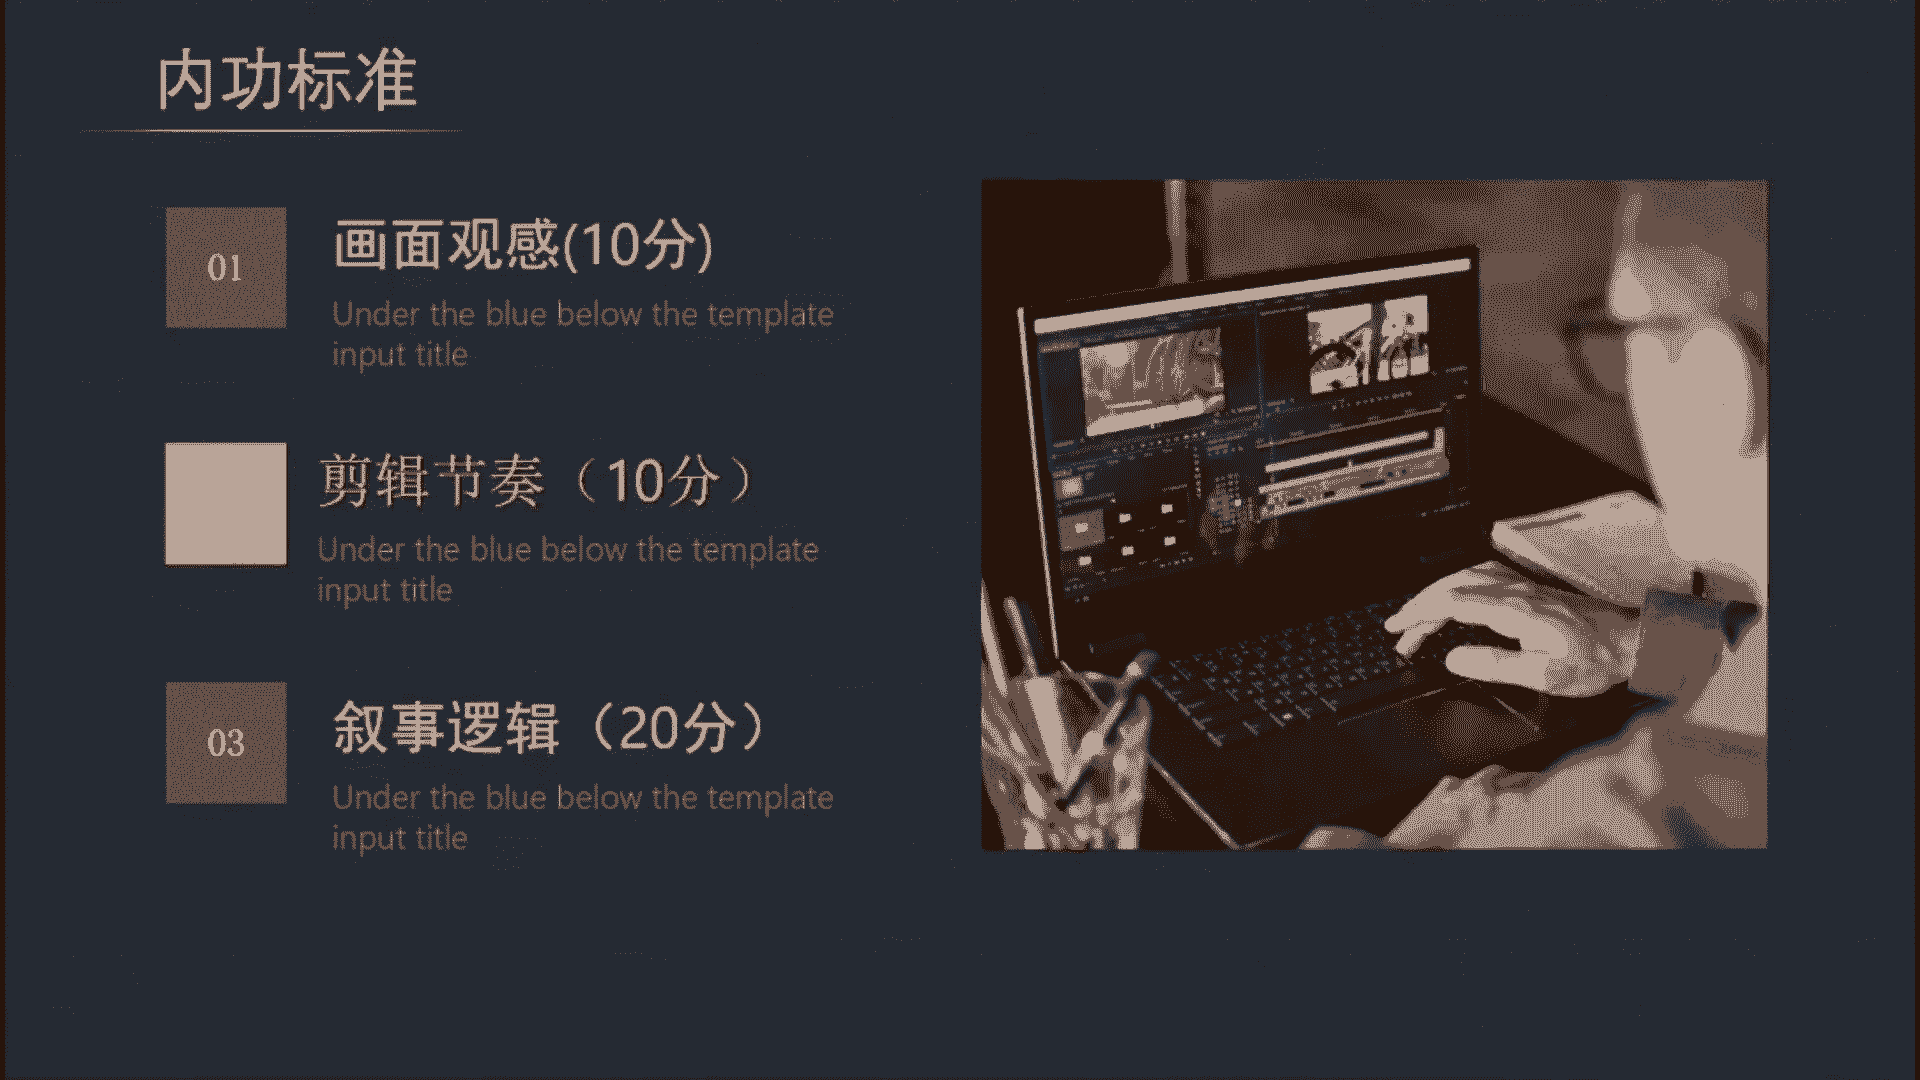 内功标准
01
画面观感(10分)
Under the blue below the template
input title
剪辑节奏（10分）
Under the blue below the template
input title
03
叙事逻辑（20分）
Under the blue below the template
input title